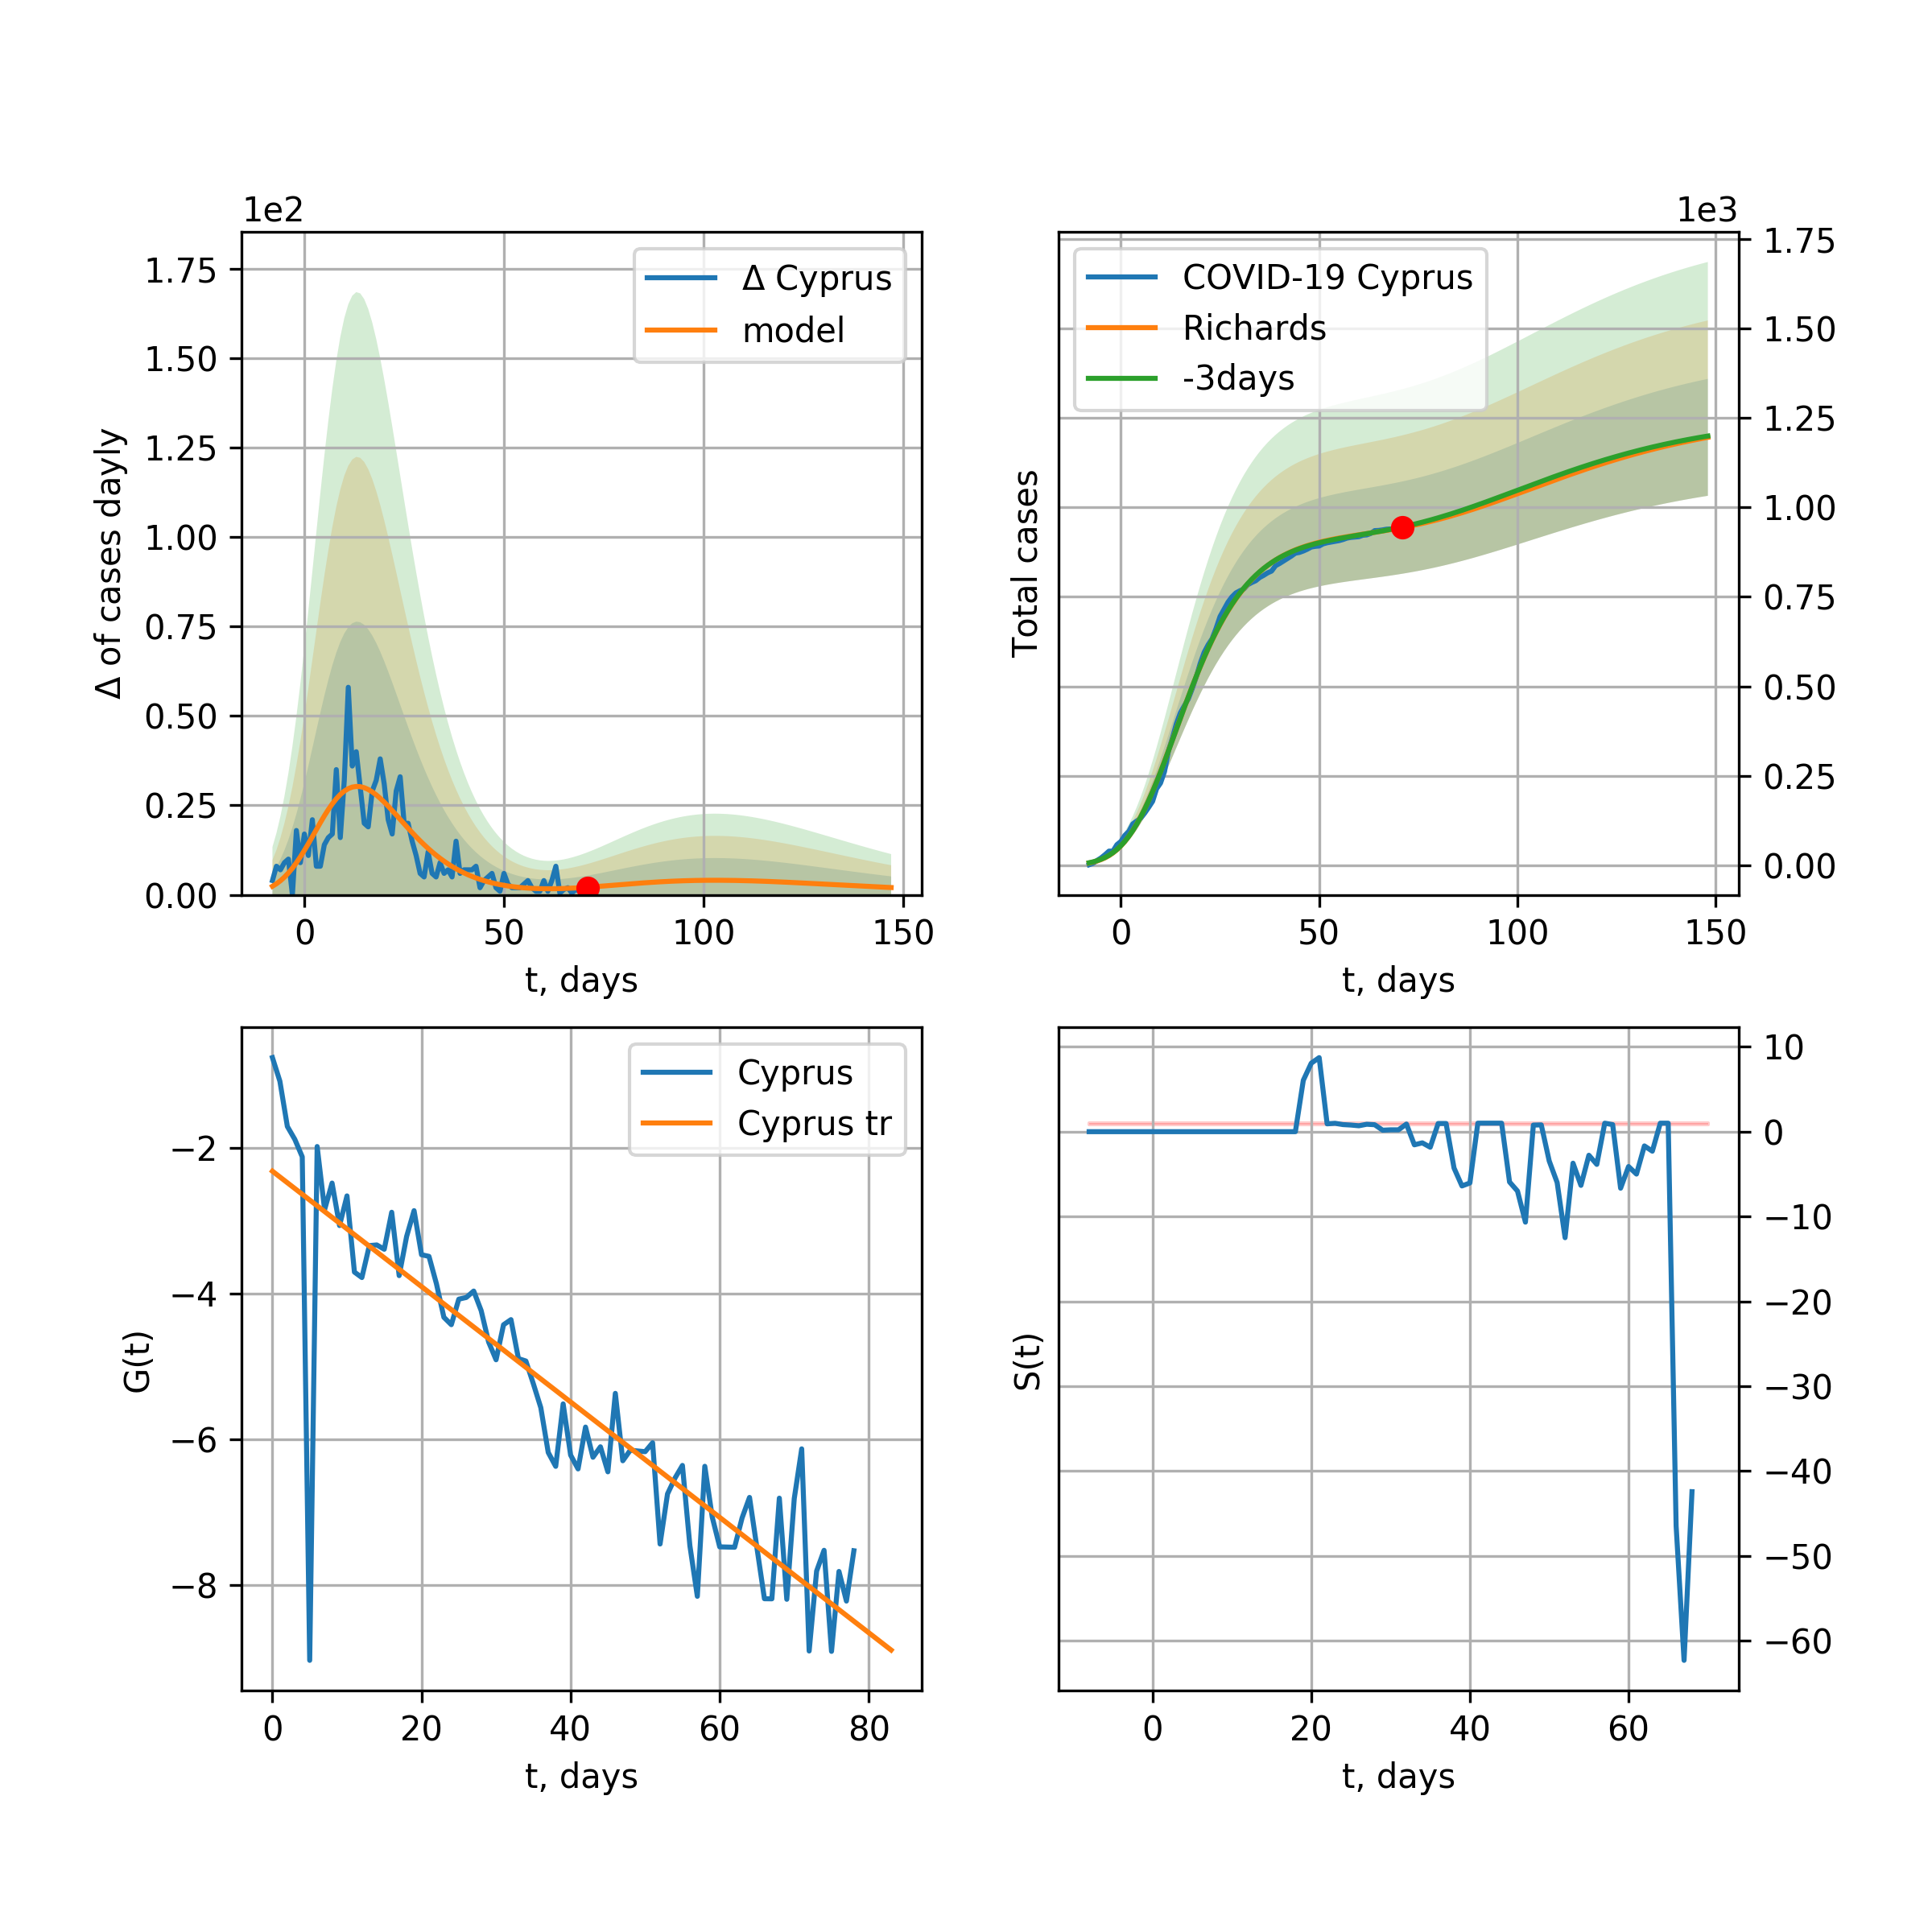 1e2
Δ of cases dayly
1.75
1.50
1.25
1.00
0.75
0.50
0.25
0.00
Δ Cyprus
model
0 50 100 150
t, days
1e3
Total cases
COVID-19 Cyprus
Richards
-3days
1.75
1.50
1.25
1.00
0.75
0.50
0.25
0.00
0 50 100 150
t, days
G(t)
−2
−4
−6
−8
Cyprus
Cyprus tr
0 20 40 60 80
t, days
S(t)
10
0
−10
−20
−30
−40
−50
−60
0 20 40 60
t, days